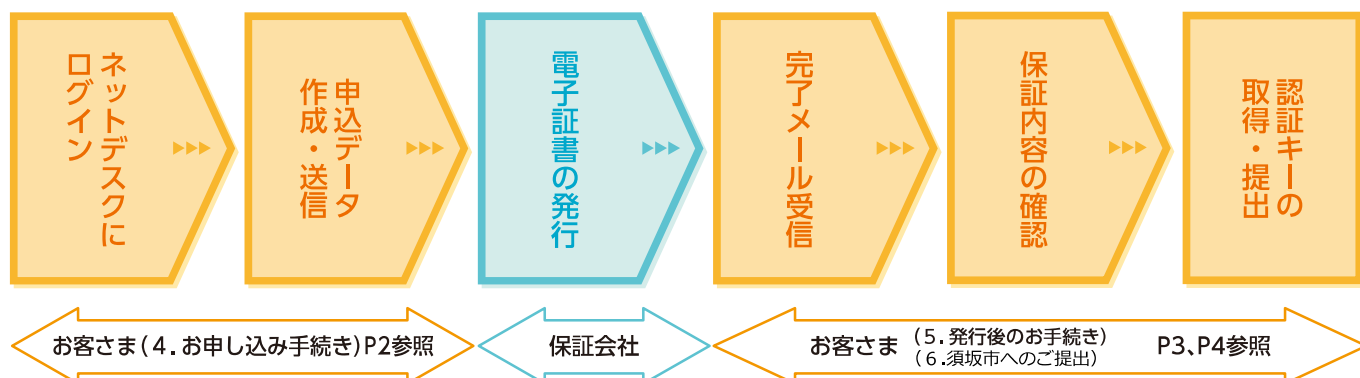 ネットデスクに
ログイン
申込データ
作成・送信
電子証書の発行
完了メール受信
保証内容の確認
認証キーの
取得・提出
お客さま(4.お申し込み手続き)P2参照
保証会社
お客さま (5.発行後のお手続き) P3、P4参照
(6.須坂市へのご提出)